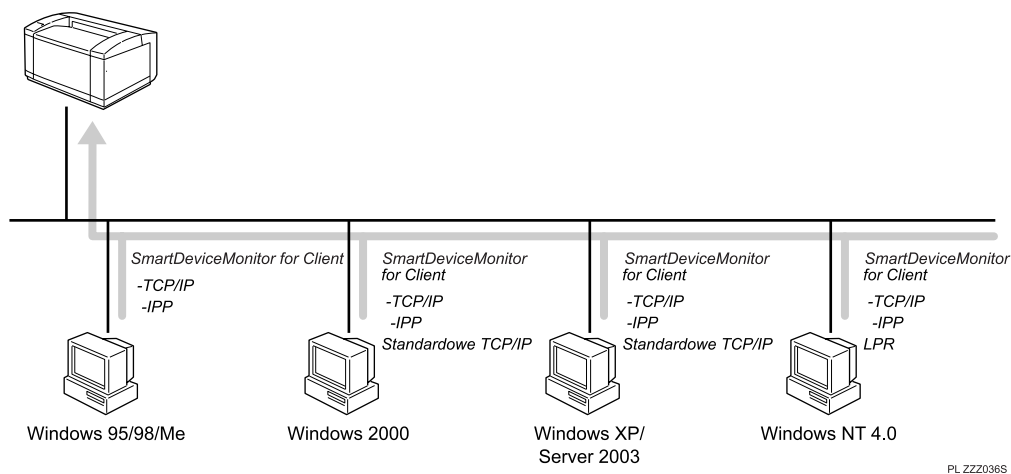 SmartDeviceMonitor for Client
-TCP/IP
-IPP
SmartDeviceMonitor
for Client
-TCP/IP
-IPP
Standardowe TCP/IP
SmartDeviceMonitor
for Client
-TCP/IP
-IPP
Standardowe TCP/IP
SmartDeviceMonitor
for Client
-TCP/IP
-IPP
LPR
Windows 95/98/Me
Windows 2000
Windows XP/
Server 2003
Windows NT 4.0
PL ZZZ036S